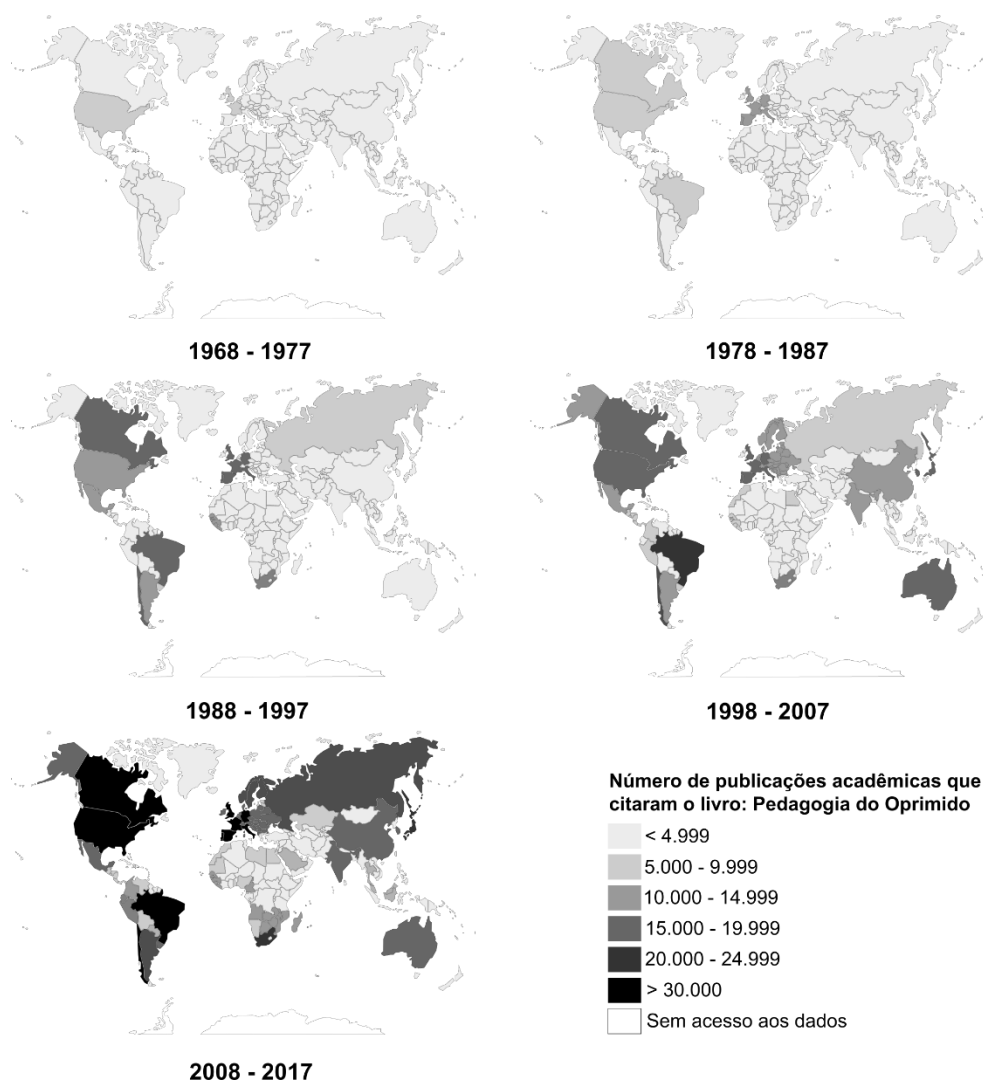 1968 - 1977
1978 - 1987
1988 - 1997
1998 - 2007
2008 - 2017
Número de publicações acadêmicas que
citaram o livro: Pedagogia do Oprimido
< 4.999
5.000 - 9.999
10.000 - 14.999
15.000 - 19.999
20.000 - 24.999
> 30.000
Sem acesso aos dados